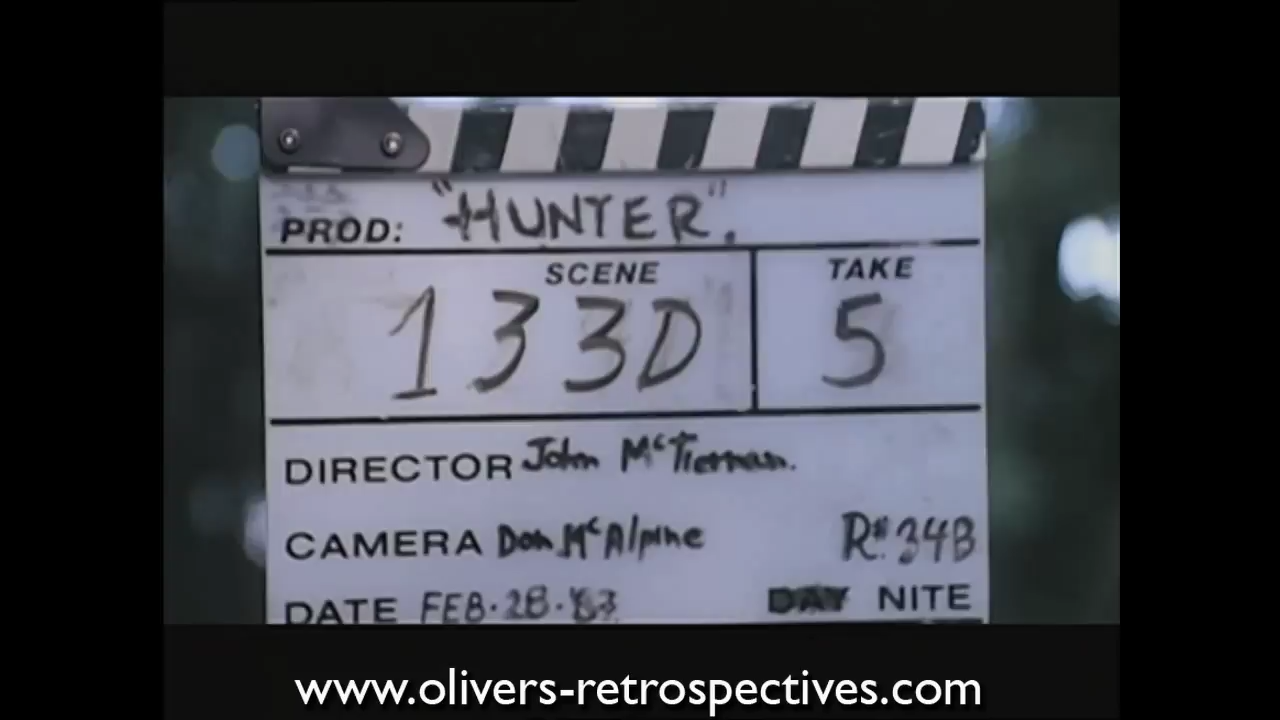 PROD: "HUNTER".
SCENE TAKE
133D 5
DIRECTOR John McTiernan.
CAMERA Don McAlpine R#: 34B
DATE FEB·28·'87 DAY NITE
www.olivers-retrospectives.com